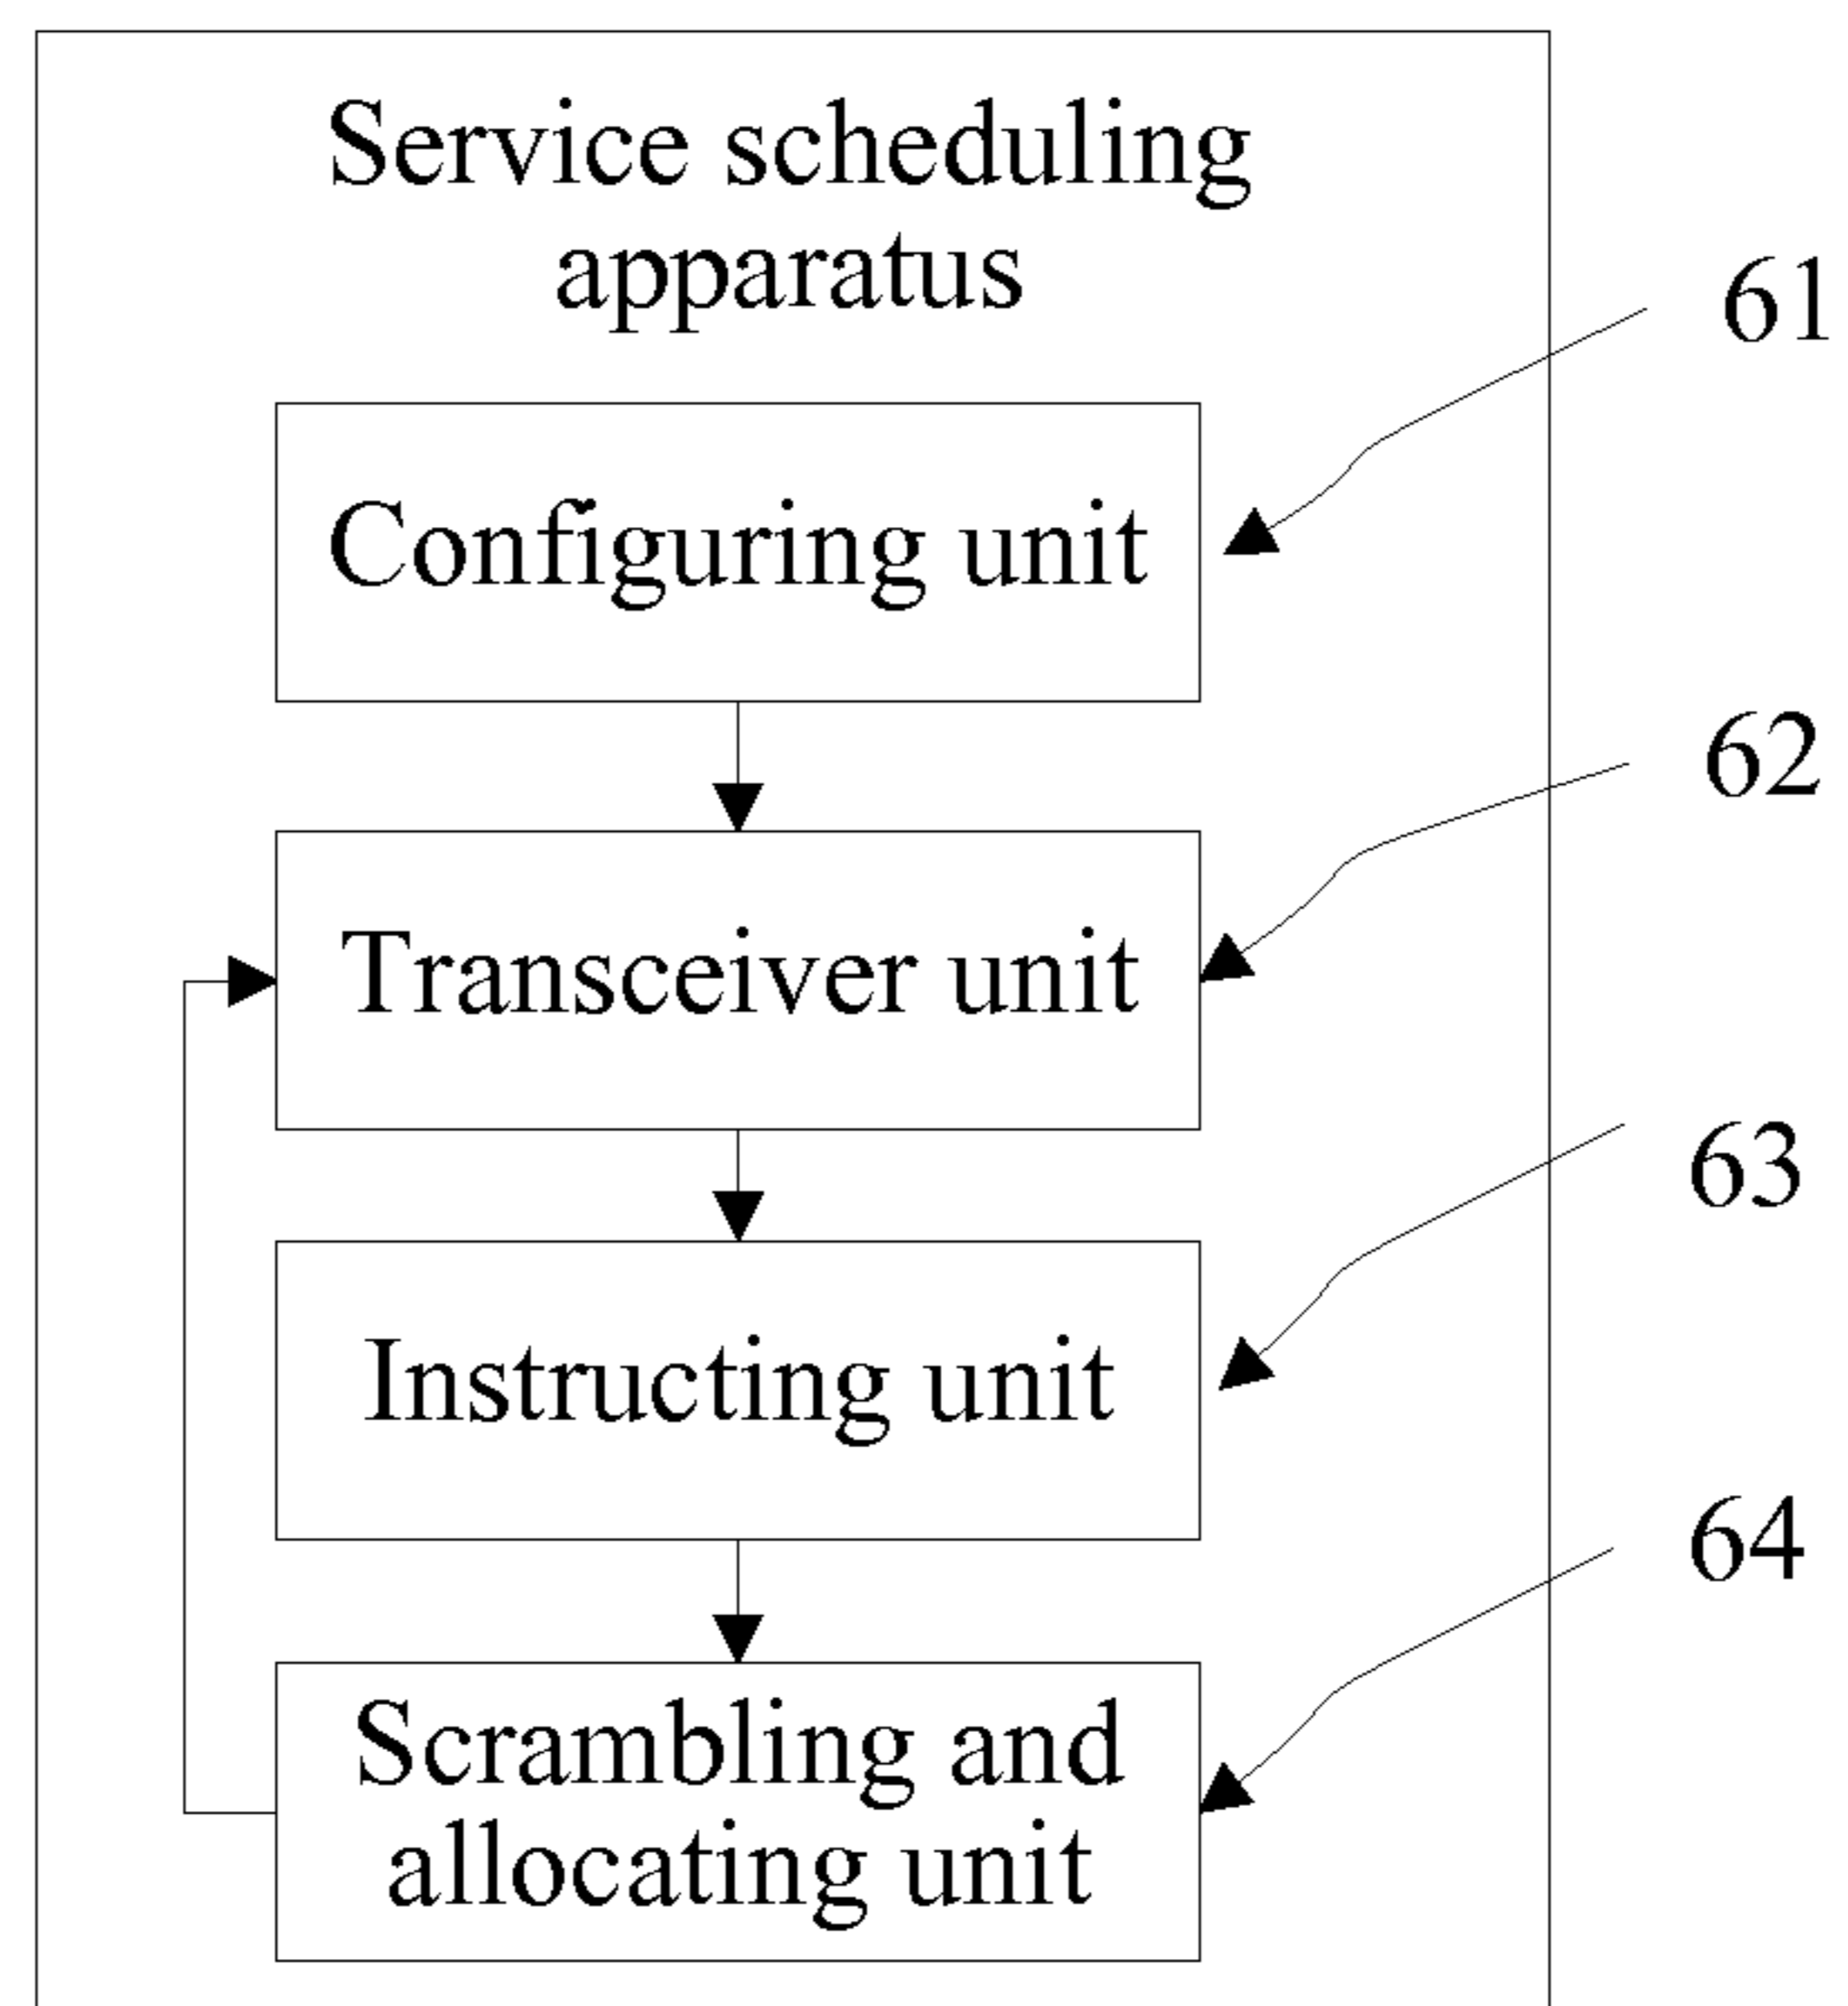 Service scheduling
apparatus
61
Configuring unit
62
Transceiver unit
63
Instructing unit
64
Scrambling and
allocating unit